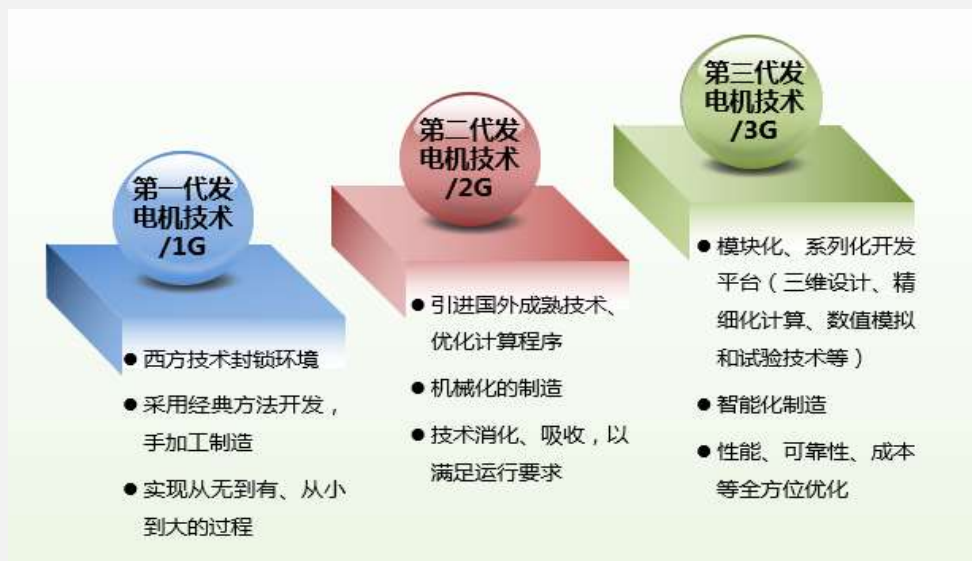 第一代发
电机技术
/1G
● 西方技术封锁环境
● 采用经典方法开发，
手加工制造
● 实现从无到有、从小
到大的过程
第二代发
电机技术
/2G
● 引进国外成熟技术、
优化计算程序
● 机械化的制造
● 技术消化、吸收，以
满足运行要求
第三代发
电机技术
/3G
● 模块化、系列化开发
平台（三维设计、精
细化计算、数值模拟
和试验技术等）
● 智能化制造
● 性能、可靠性、成本
等全方位优化